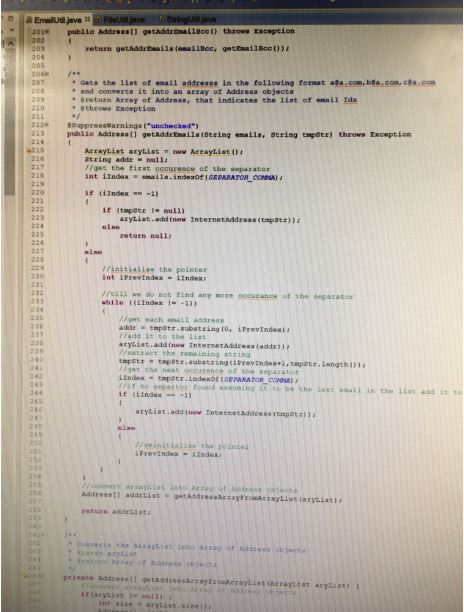 EmailUtil.java FileUtil.java StringUtil.java
201 public Address[] getAddrEmailBcc() throws Exception
202 {
203 return getAddrEmails(emailBcc, getEmailBcc());
204 }
205
206 /**
207 * Gets the list of email addresss in the following format a@a.com,b@a.com,c@a.com
208 * and converts it into an array of Address objects
209 * @return Array of Address, that indicates the list of email Ids
210 * @throws Exception
211 */
212 @SuppressWarnings("unchecked")
213 public Address[] getAddrEmails(String emails, String tmpStr) throws Exception
214 {
215 ArrayList aryList = new ArrayList();
216 String addr = null;
217 //get the first occurence of the separator
218 int iIndex = emails.indexOf(SEPARATOR_COMMA);
219
220 if (iIndex == -1)
221 {
222 if (tmpStr != null)
223 aryList.add(new InternetAddress(tmpStr));
224 else
225 return null;
226 }
227 else
228 {
229 //initialise the pointer
230 int iPrevIndex = iIndex;
231
232 //till we do not find any more occurance of the separator
233 while ((iIndex != -1))
234 {
235 //get each email address
236 addr = tmpStr.substring(0, iPrevIndex);
237 //add it to the list
238 aryList.add(new InternetAddress(addr));
239 //extract the remaining string
240 tmpStr = tmpStr.substring(iPrevIndex+1,tmpStr.length());
241 //get the next occurence of the separator
242 iIndex = tmpStr.indexOf(SEPARATOR_COMMA);
243 //if no separtor found assuming it to be the last email in the list add it to
244 if (iIndex == -1)
245 {
246 aryList.add(new InternetAddress(tmpStr));
247 }
248 else
249 {
250 //reinitialise the pointer
251 iPrevIndex = iIndex;
252 }
253 }
254 }
255 //convert arrayList into Array of Address objects
256 Address[] addrList = getAddressArrayFromArrayList(aryList);
257
258 return addrList;
259 }
260
261 /**
262 * Converts the ArrayList into Array of Address objects
263 * @param aryList
264 * @return Array of Address objects
265 */
266 private Address[] getAddressArrayFromArrayList(ArrayList aryList) {
267 //convert arrayList into Array of Address objects
268 if(aryList != null) {
269 int size = aryList.size();